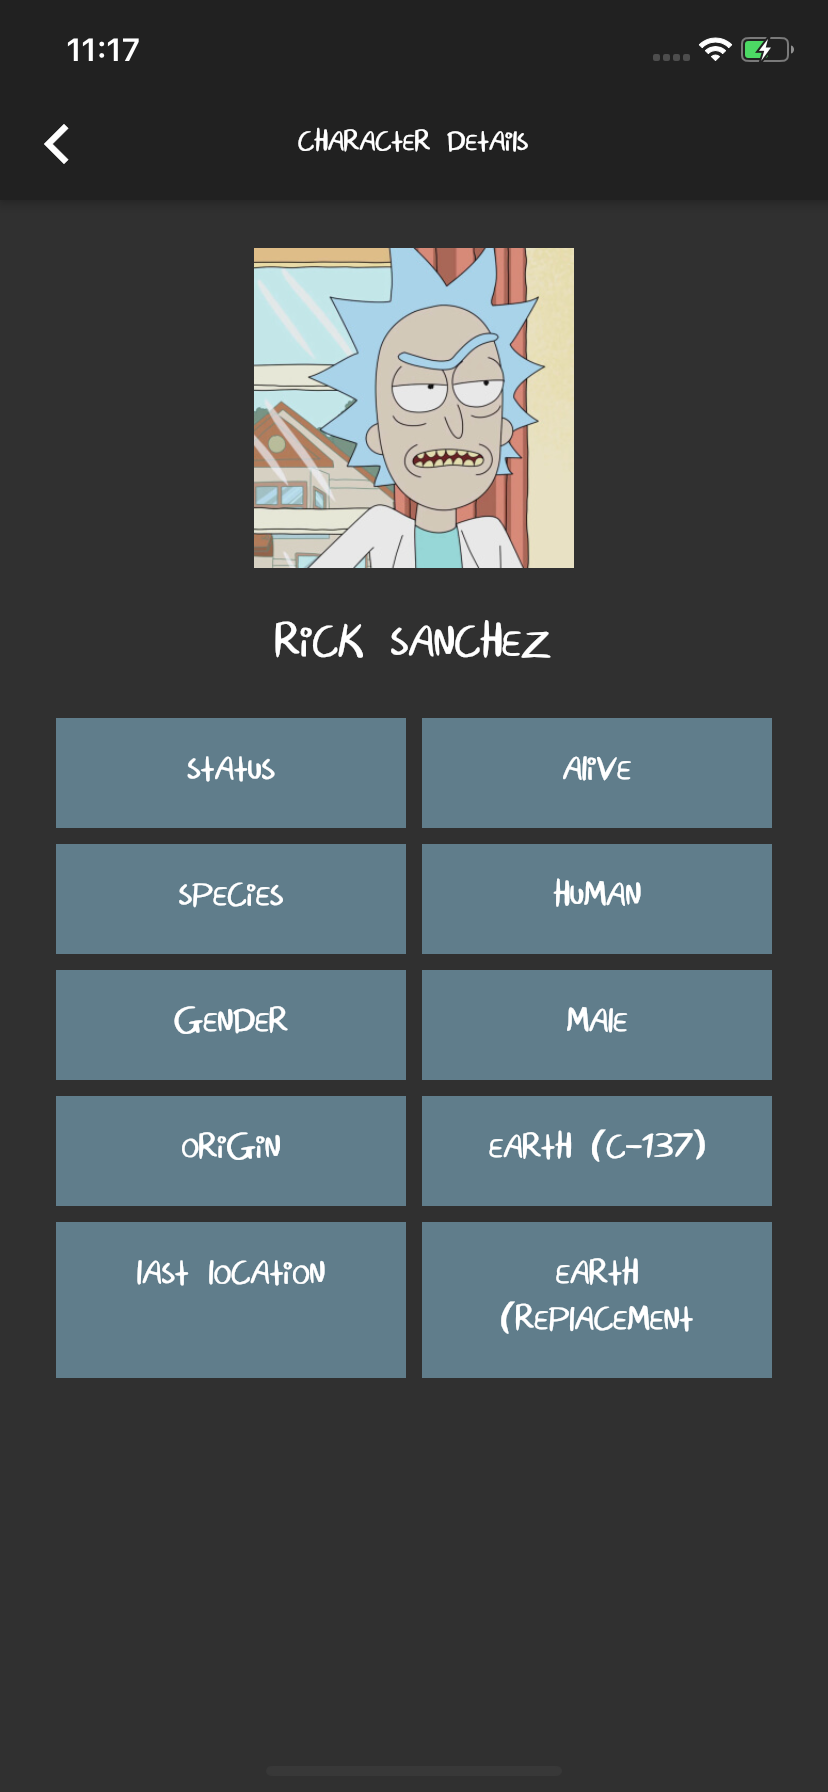 11:17
Character Details
Rick Sanchez
Status
Alive
Species
Human
Gender
Male
Origin
Earth (C-137)
Last location
Earth
(Replacement